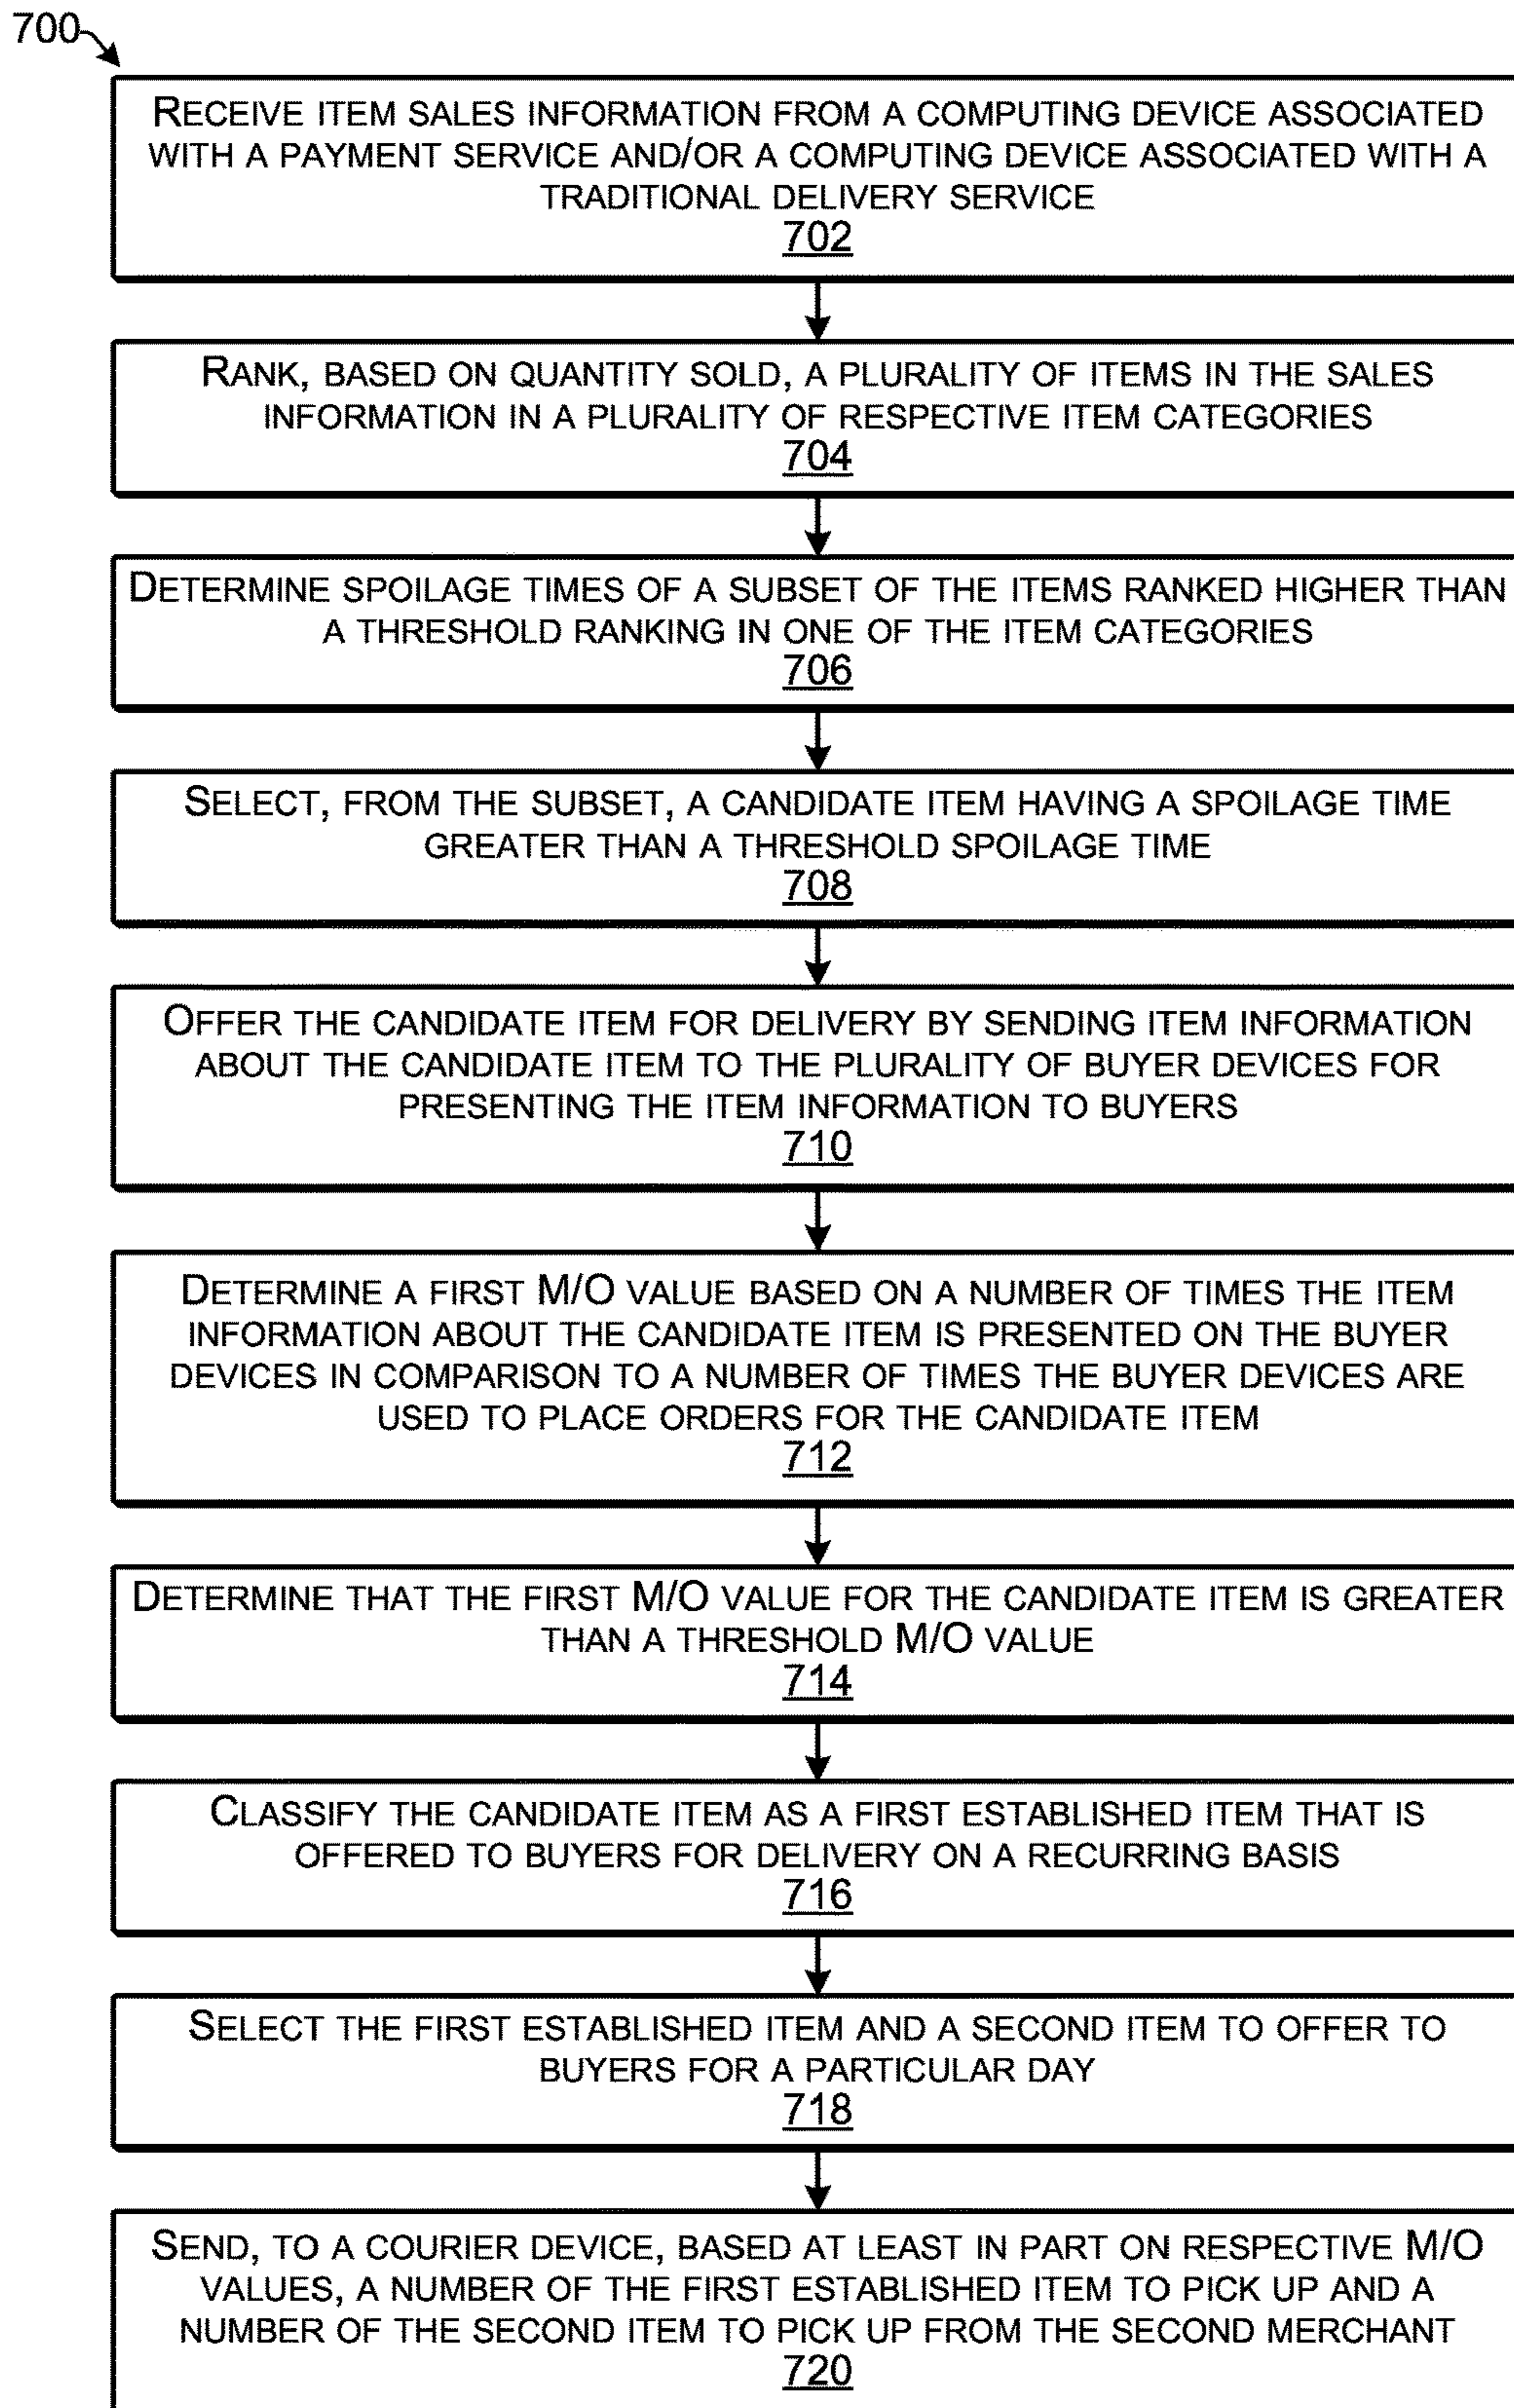 700
RECEIVE ITEM SALES INFORMATION FROM A COMPUTING DEVICE ASSOCIATED
WITH A PAYMENT SERVICE AND/OR A COMPUTING DEVICE ASSOCIATED WITH A
TRADITIONAL DELIVERY SERVICE
702
RANK, BASED ON QUANTITY SOLD, A PLURALITY OF ITEMS IN THE SALES
INFORMATION IN A PLURALITY OF RESPECTIVE ITEM CATEGORIES
704
DETERMINE SPOILAGE TIMES OF A SUBSET OF THE ITEMS RANKED HIGHER THAN
A THRESHOLD RANKING IN ONE OF THE ITEM CATEGORIES
706
SELECT, FROM THE SUBSET, A CANDIDATE ITEM HAVING A SPOILAGE TIME
GREATER THAN A THRESHOLD SPOILAGE TIME
708
OFFER THE CANDIDATE ITEM FOR DELIVERY BY SENDING ITEM INFORMATION
ABOUT THE CANDIDATE ITEM TO THE PLURALITY OF BUYER DEVICES FOR
PRESENTING THE ITEM INFORMATION TO BUYERS
710
DETERMINE A FIRST M/O VALUE BASED ON A NUMBER OF TIMES THE ITEM
INFORMATION ABOUT THE CANDIDATE ITEM IS PRESENTED ON THE BUYER
DEVICES IN COMPARISON TO A NUMBER OF TIMES THE BUYER DEVICES ARE
USED TO PLACE ORDERS FOR THE CANDIDATE ITEM
712
DETERMINE THAT THE FIRST M/O VALUE FOR THE CANDIDATE ITEM IS GREATER
THAN A THRESHOLD M/O VALUE
714
CLASSIFY THE CANDIDATE ITEM AS A FIRST ESTABLISHED ITEM THAT IS
OFFERED TO BUYERS FOR DELIVERY ON A RECURRING BASIS
716
SELECT THE FIRST ESTABLISHED ITEM AND A SECOND ITEM TO OFFER TO
BUYERS FOR A PARTICULAR DAY
718
SEND, TO A COURIER DEVICE, BASED AT LEAST IN PART ON RESPECTIVE M/O
VALUES, A NUMBER OF THE FIRST ESTABLISHED ITEM TO PICK UP AND A
NUMBER OF THE SECOND ITEM TO PICK UP FROM THE SECOND MERCHANT
720